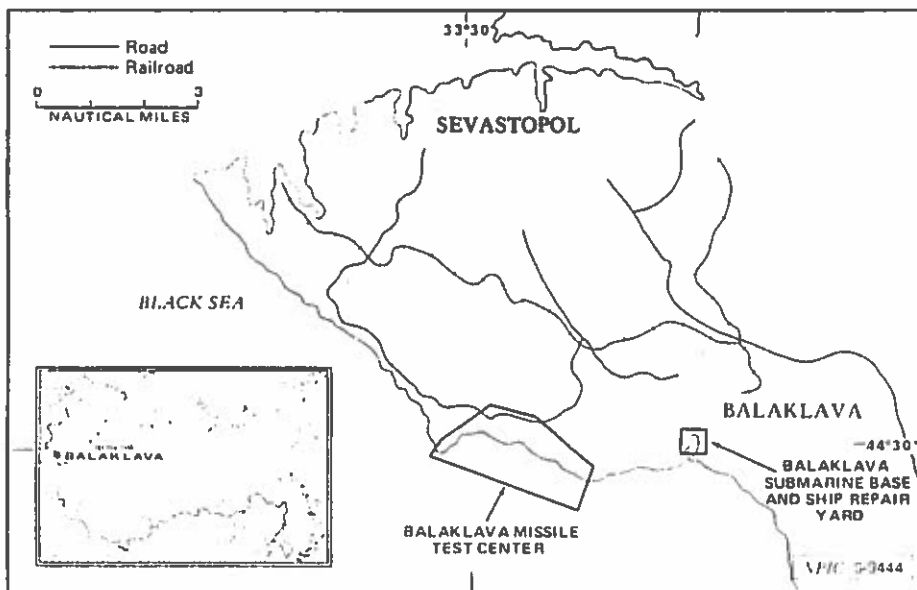 33°30
Road
Railroad
0 3
NAUTICAL MILES
SEVASTOPOL
BLACK SEA
BALAKLAVA
BALAKLAVA
44°30
BALAKLAVA
SUBMARINE BASE
AND SHIP REPAIR
YARD
BALAKLAVA MISSILE
TEST CENTER
NPIC